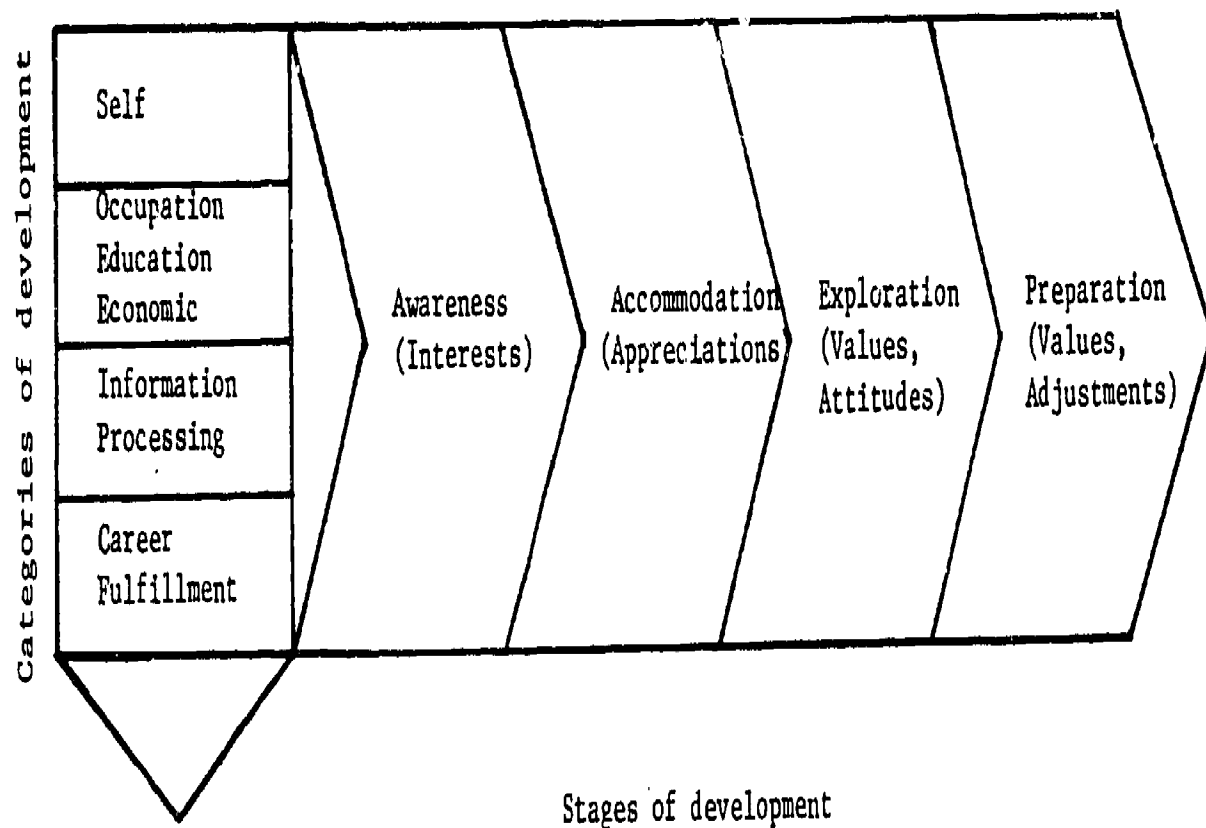 Categories of development
Self
Occupation
Education
Economic
Information
Processing
Career
Fulfillment
Awareness
(Interests)
Accommodation
(Appreciations)
Exploration
(Values,
Attitudes)
Preparation
(Values,
Adjustments)
Stages of development